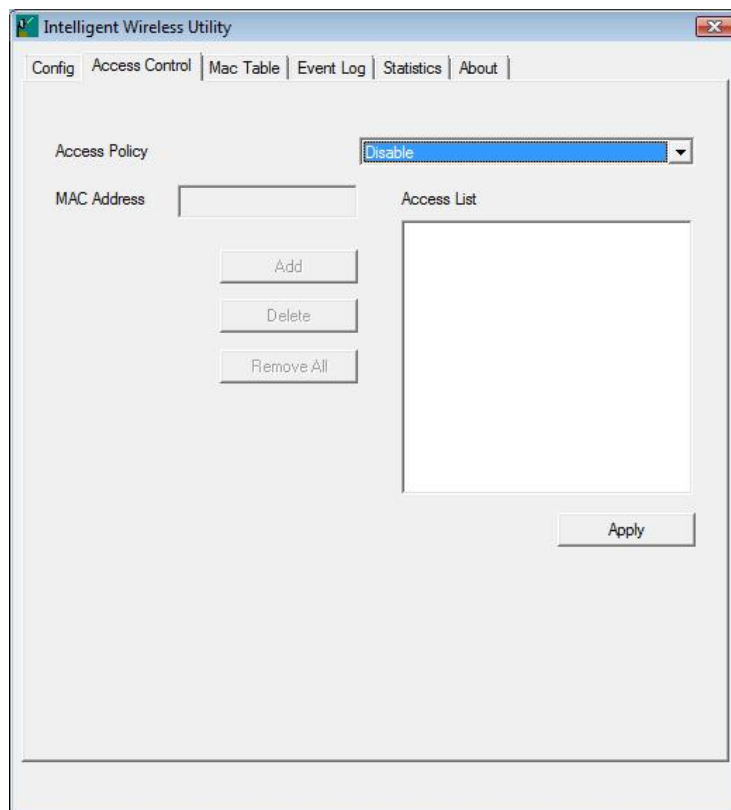 Intelligent Wireless Utility
Config Access Control Mac Table Event Log Statistics About
Access Policy Disable
MAC Address
Access List
Add
Delete
Remove All
Apply